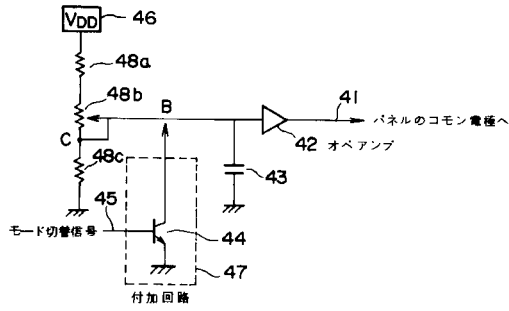 VDD
46
48a
48b
B
C
41
パネルのコモン電極へ
42
オペアンプ
48c
43
45
モード切替信号
44
47
付加回路